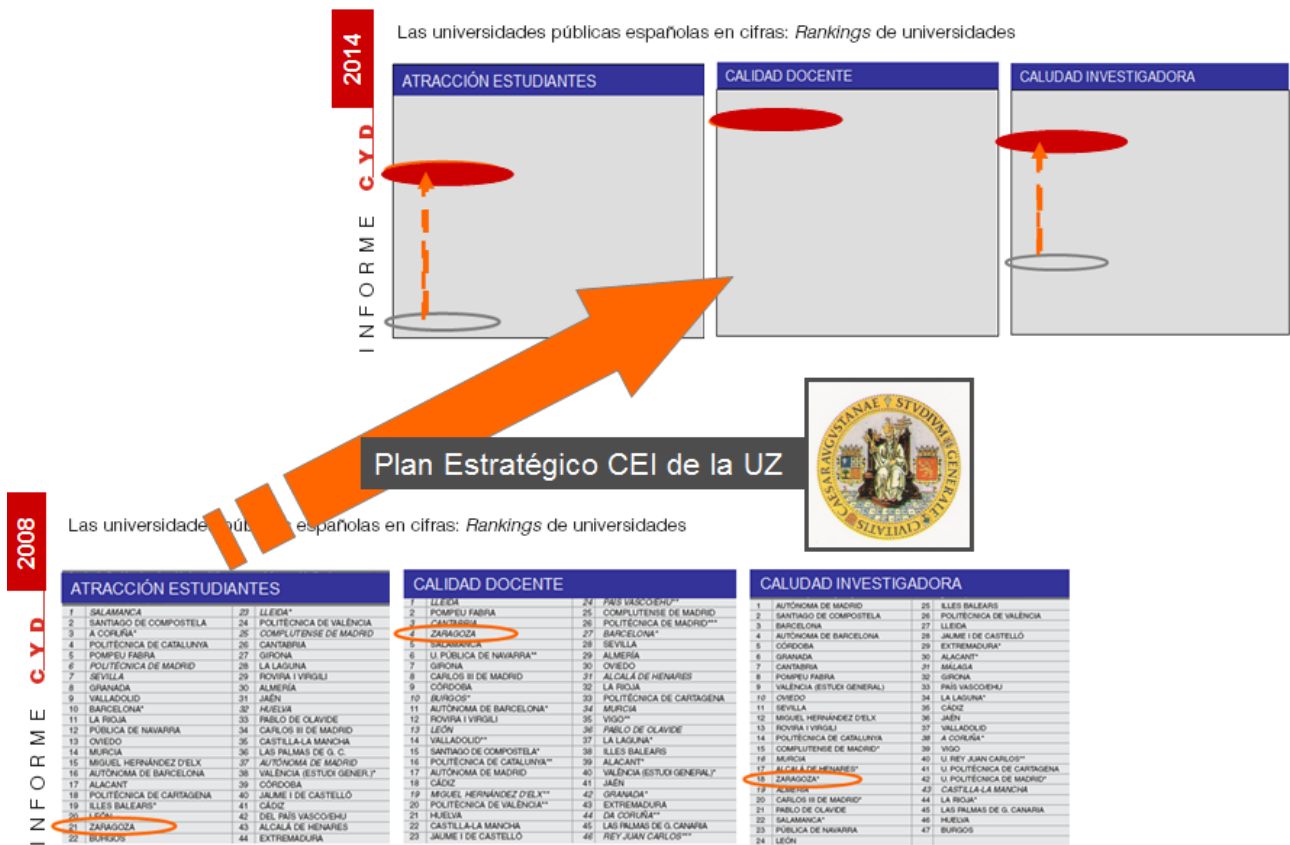 2014
INFORME CYD
Las universidades públicas españolas en cifras: Rankings de universidades
ATRACCIÓN ESTUDIANTES
CALIDAD DOCENTE
CALUDAD INVESTIGADORA
Plan Estratégico CEI de la UZ
STVDIVM GENERALE CIVITATIS CAESARAVGVSTANAE
2008
INFORME CYD
Las universidade púb s españolas en cifras: Rankings de universidades
ATRACCIÓN ESTUDIANTES
1 SALAMANCA 23 LLEIDA*
2 SANTIAGO DE COMPOSTELA 24 POLITÈCNICA DE VALÈNCIA
3 A CORUÑA* 25 COMPLUTENSE DE MADRID
4 POLITÈCNICA DE CATALUNYA 26 CANTABRIA
5 POMPEU FABRA 27 GIRONA
6 POLITÉCNICA DE MADRID 28 LA LAGUNA
7 SEVILLA 29 ROVIRA I VIRGILI
8 GRANADA 30 ALMERÍA
9 VALLADOLID 31 JAÉN
10 BARCELONA* 32 HUELVA
11 LA RIOJA 33 PABLO DE OLAVIDE
12 PÚBLICA DE NAVARRA 34 CARLOS III DE MADRID
13 OVIEDO 35 CASTILLA-LA MANCHA
14 MURCIA 36 LAS PALMAS DE G. C.
15 MIGUEL HERNÁNDEZ D'ELX 37 AUTÓNOMA DE MADRID
16 AUTÒNOMA DE BARCELONA 38 VALÈNCIA (ESTUDI GENER.)*
17 ALACANT 39 CÓRDOBA
18 POLITÉCNICA DE CARTAGENA 40 JAUME I DE CASTELLÓ
19 ILLES BALEARS* 41 CÁDIZ
20 LEÓN 42 DEL PAÍS VASCO/EHU
21 ZARAGOZA 43 ALCALÁ DE HENARES
22 BURGOS 44 EXTREMADURA
CALIDAD DOCENTE
1 LLEIDA 24 PAÍS VASCO/EHU**
2 POMPEU FABRA 25 COMPLUTENSE DE MADRID
3 CANTABRIA 26 POLITÉCNICA DE MADRID***
4 ZARAGOZA 27 BARCELONA*
5 SALAMANCA 28 SEVILLA
6 U. PÚBLICA DE NAVARRA** 29 ALMERÍA
7 GIRONA 30 OVIEDO
8 CARLOS III DE MADRID 31 ALCALÁ DE HENARES
9 CÓRDOBA 32 LA RIOJA
10 BURGOS* 33 POLITÉCNICA DE CARTAGENA
11 AUTÒNOMA DE BARCELONA* 34 MURCIA
12 ROVIRA I VIRGILI 35 VIGO**
13 LEÓN 36 PABLO DE OLAVIDE
14 VALLADOLID** 37 LA LAGUNA*
15 SANTIAGO DE COMPOSTELA* 38 ILLES BALEARS
16 POLITÈCNICA DE CATALUNYA** 39 ALACANT*
17 AUTÓNOMA DE MADRID 40 VALÈNCIA (ESTUDI GENERAL)*
18 CÁDIZ 41 JAÉN
19 MIGUEL HERNÁNDEZ D'ELX** 42 GRANADA*
20 POLITÈCNICA DE VALÈNCIA** 43 EXTREMADURA
21 HUELVA 44 DA CORUÑA**
22 CASTILLA-LA MANCHA 45 LAS PALMAS DE G. CANARIA
23 JAUME I DE CASTELLÓ 46 REY JUAN CARLOS***
CALUDAD INVESTIGADORA
1 AUTÓNOMA DE MADRID 25 ILLES BALEARS
2 SANTIAGO DE COMPOSTELA 26 POLITÈCNICA DE VALÈNCIA
3 BARCELONA 27 LLEIDA
4 AUTÒNOMA DE BARCELONA 28 JAUME I DE CASTELLÓ
5 CÓRDOBA 29 EXTREMADURA*
6 GRANADA 30 ALACANT*
7 CANTABRIA 31 MÁLAGA
8 POMPEU FABRA 32 GIRONA
9 VALÈNCIA (ESTUDI GENERAL) 33 PAÍS VASCO/EHU
10 OVIEDO 34 LA LAGUNA*
11 SEVILLA 35 CÁDIZ
12 MIGUEL HERNÁNDEZ D'ELX 36 JAÉN
13 ROVIRA I VIRGILI 37 VALLADOLID
14 POLITÈCNICA DE CATALUNYA 38 A CORUÑA*
15 COMPLUTENSE DE MADRID* 39 VIGO
16 MURCIA 40 U. REY JUAN CARLOS**
17 ALCALÁ DE HENARES* 41 U. POLITÉCNICA DE CARTAGENA
18 ZARAGOZA* 42 U. POLITÉCNICA DE MADRID*
19 ALMERÍA 43 CASTILLA-LA MANCHA
20 CARLOS III DE MADRID* 44 LA RIOJA*
21 PABLO DE OLAVIDE 45 LAS PALMAS DE G. CANARIA
22 SALAMANCA* 46 HUELVA
23 PÚBLICA DE NAVARRA 47 BURGOS
24 LEÓN